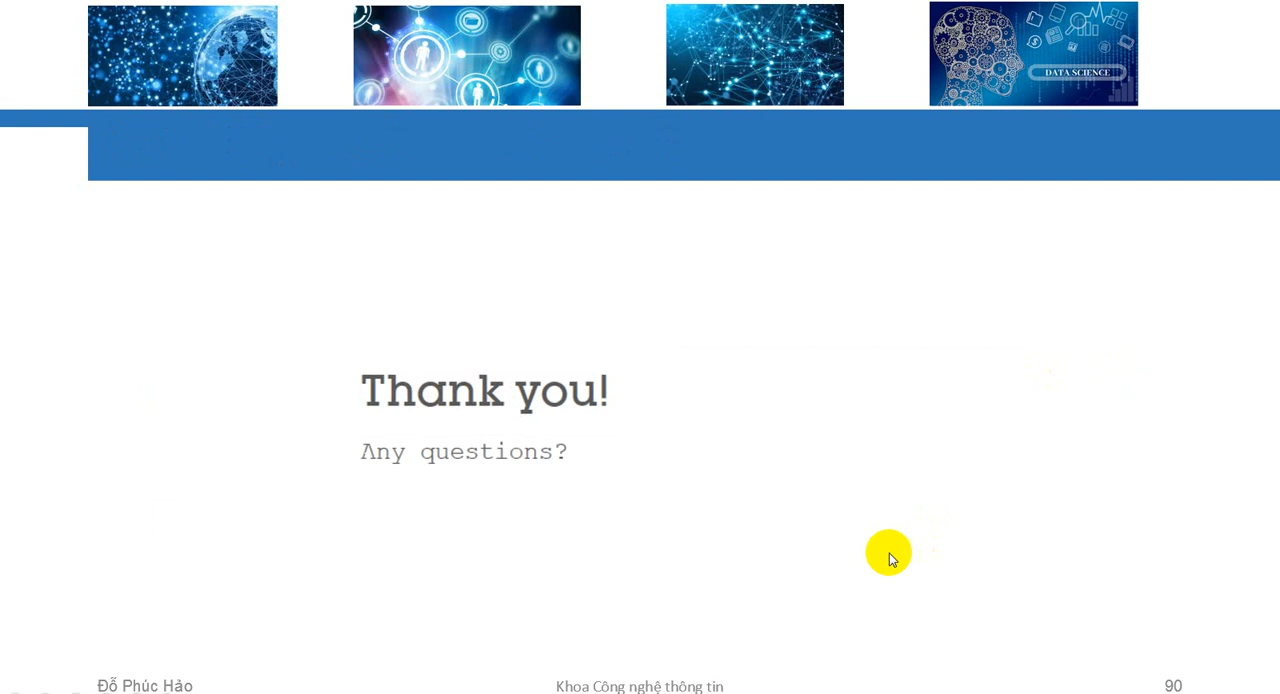 DATA SCIENCE
Thank you!
Any questions?
Đỗ Phúc Hảo
Khoa Công nghệ thông tin
90